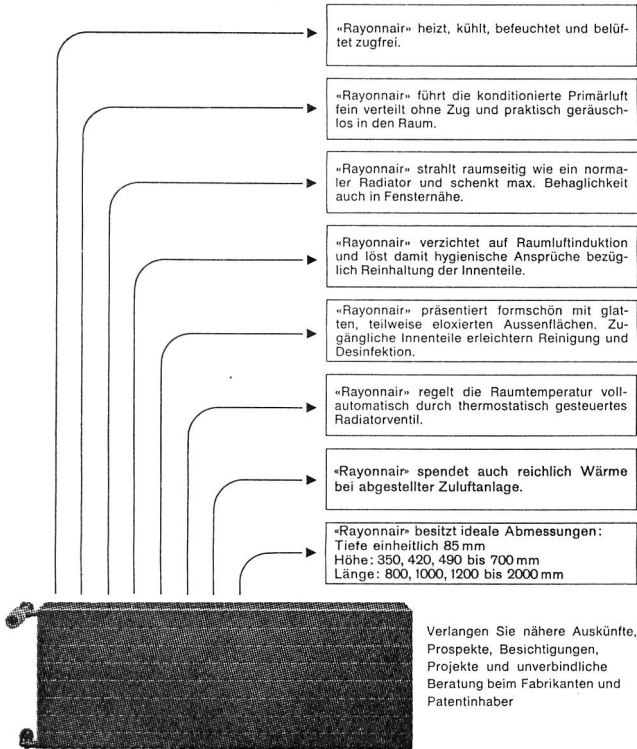 «Rayonnair» heizt, kühlt, befeuchtet und belüf-
tet zugfrei.
«Rayonnair» führt die konditionierte Primärluft
fein verteilt ohne Zug und praktisch geräusch-
los in den Raum.
«Rayonnair» strahlt raumseitig wie ein norma-
ler Radiator und schenkt max. Behaglichkeit
auch in Fensternähe.
«Rayonnair» verzichtet auf Raumluftinduktion
und löst damit hygienische Ansprüche bezüg-
lich Reinhaltung der Innenteile.
«Rayonnair» präsentiert formschön mit glat-
ten, teilweise eloxierten Aussenflächen. Zu-
gängliche Innenteile erleichtern Reinigung und
Desinfektion.
«Rayonnair» regelt die Raumtemperatur voll-
automatisch durch thermostatisch gesteuertes
Radiatorventil.
«Rayonnair» spendet auch reichlich Wärme
bei abgestellter Zuluftanlage.
«Rayonnair» besitzt ideale Abmessungen:
Tiefe einheitlich 85 mm
Höhe: 350, 420, 490 bis 700 mm
Länge: 800, 1000, 1200 bis 2000 mm
Verlangen Sie nähere Auskünfte,
Prospekte, Besichtigungen,
Projekte und unverbindliche
Beratung beim Fabrikanten und
Patentinhaber